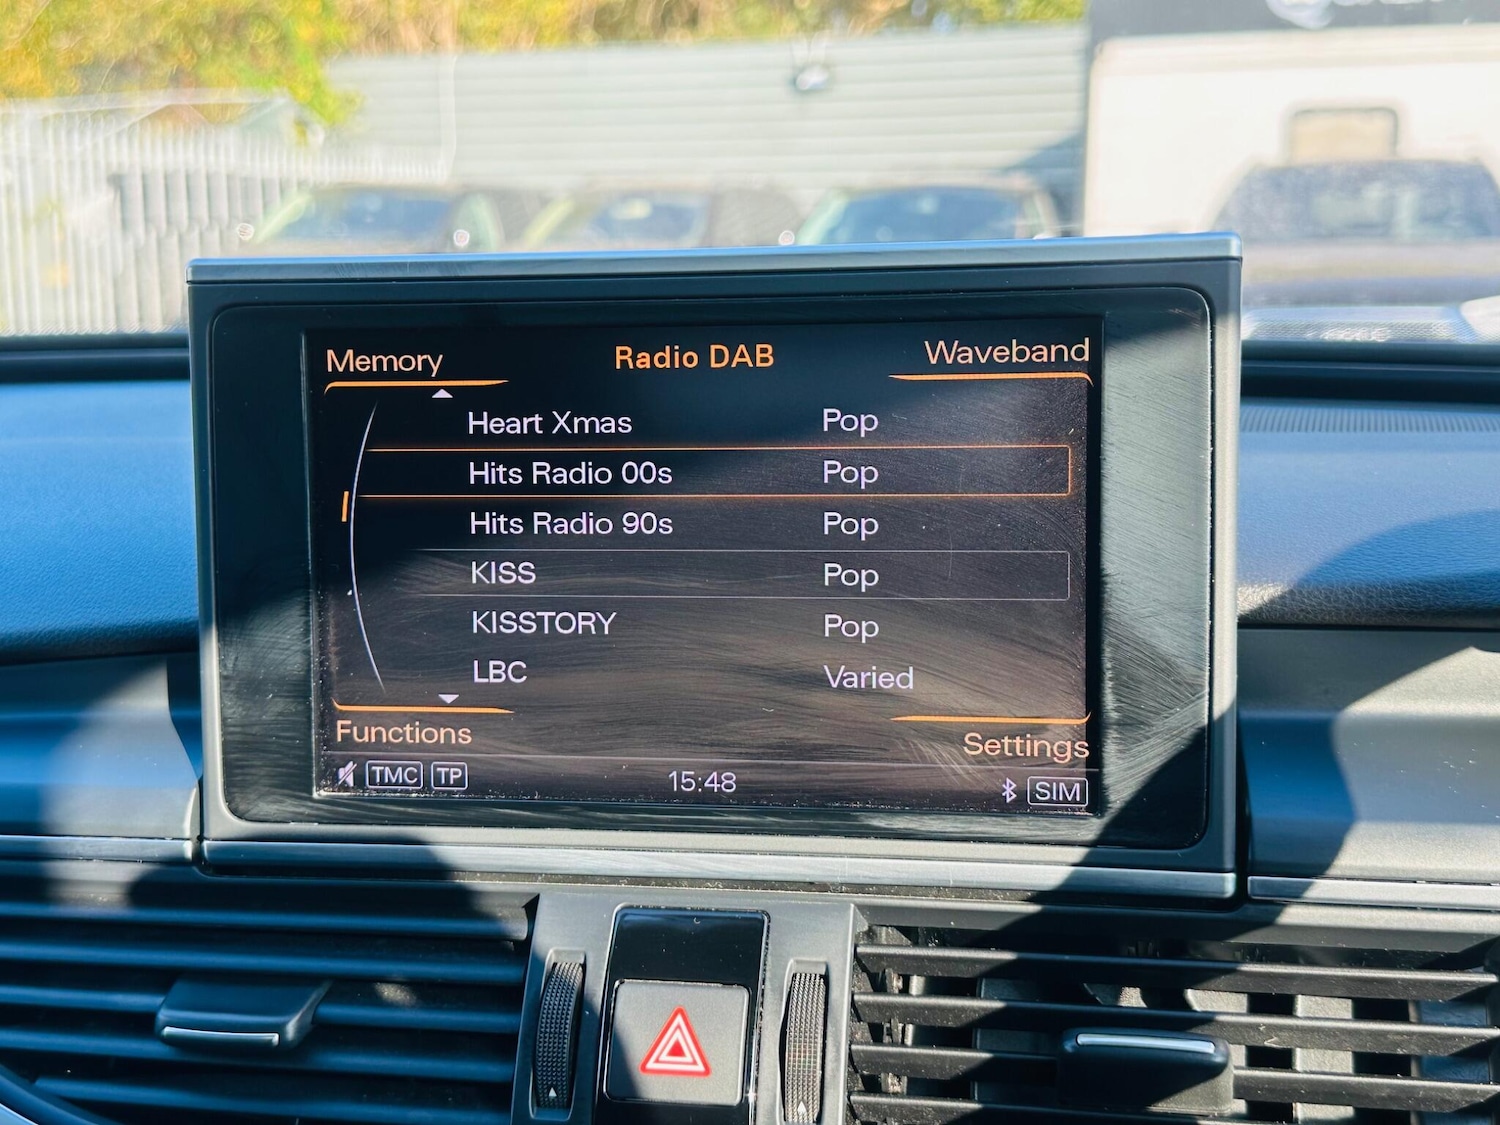 Memory Radio DAB Waveband
Heart Xmas Pop
Hits Radio 00s Pop
Hits Radio 90s Pop
KISS Pop
KISSTORY Pop
LBC Varied
Functions Settings
TMC TP 15:48 SIM